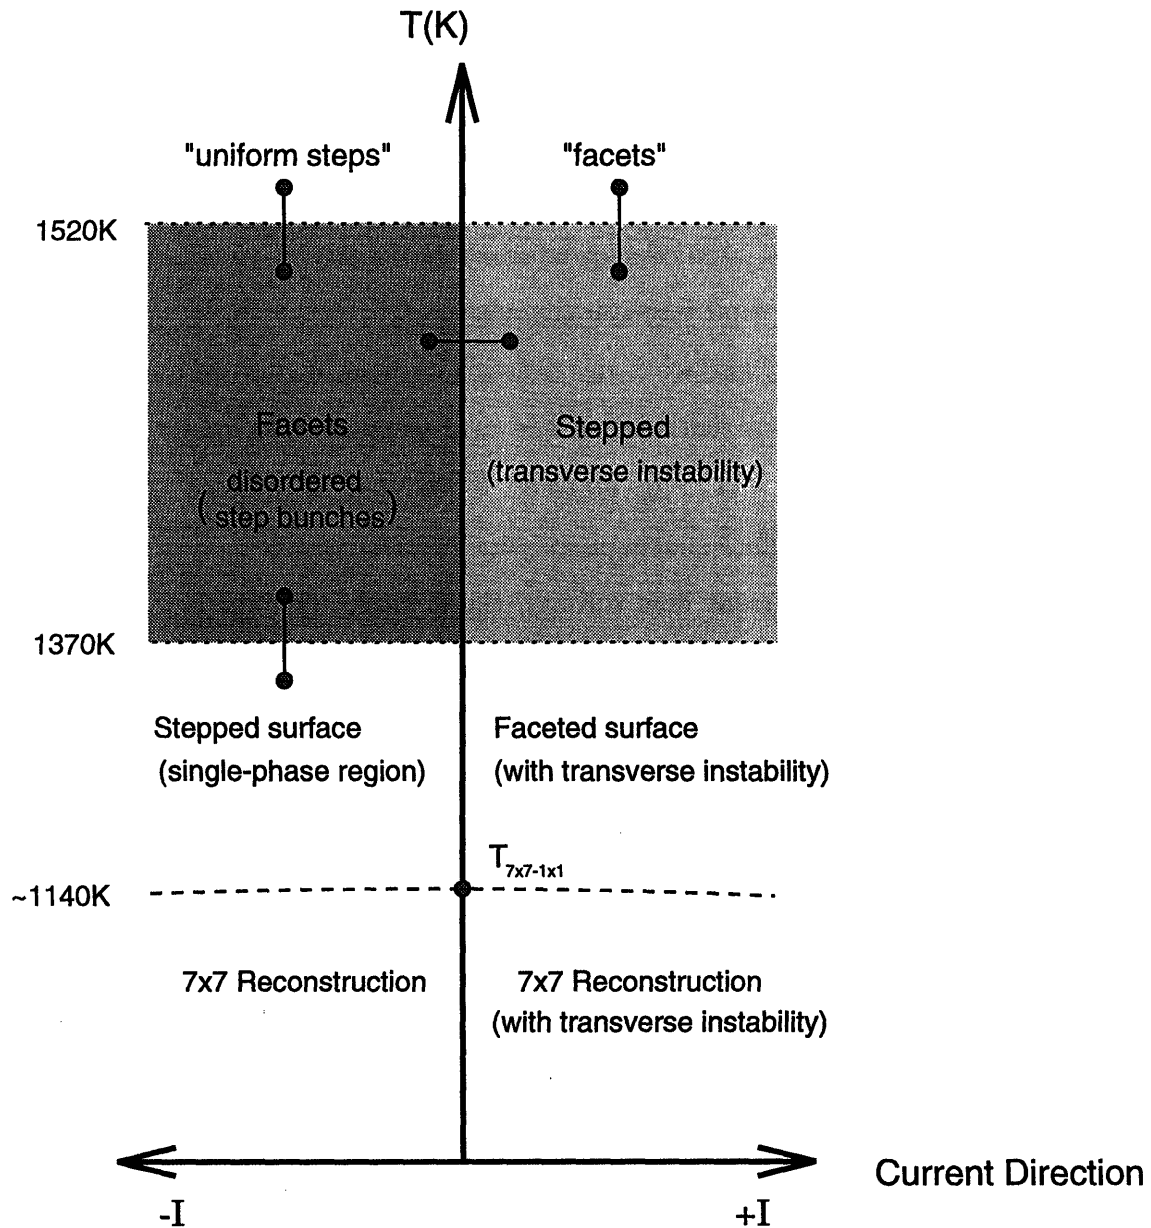 T(K)
"uniform steps"
"facets"
1520K
Facets
Stepped
(transverse instability)
(disordered
step bunches)
1370K
Stepped surface
(single-phase region)
Faceted surface
(with transverse instability)
T7x7-1x1
~1140K
7x7 Reconstruction
7x7 Reconstruction
(with transverse instability)
Current Direction
-I
+I